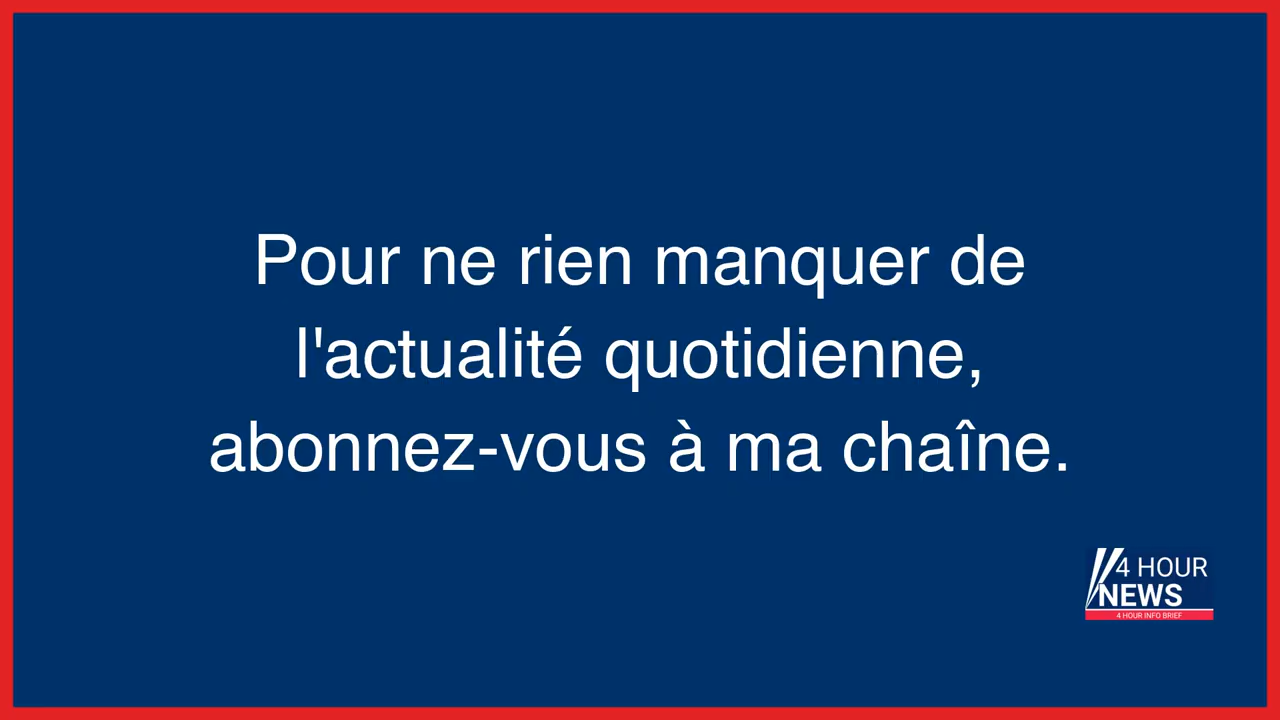 Pour ne rien manquer de
l'actualité quotidienne,
abonnez-vous à ma chaîne.
4 HOUR
NEWS
4 HOUR INFO BRIEF